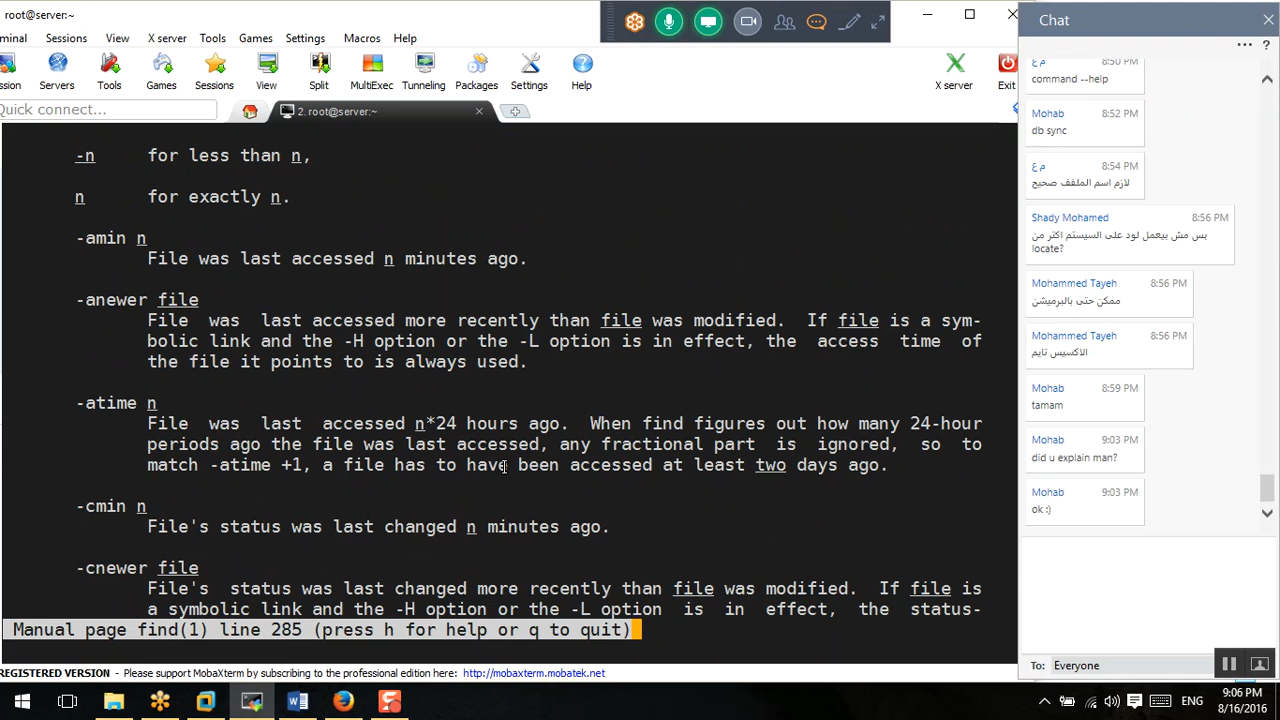 root@server:~
Chat
minal Sessions View X server Tools Games Settings Macros Help
ssion Servers Tools Games Sessions View Split MultiExec Tunneling Packages Settings Help X server Exit
Quick connect...
2. root@server:~
-n for less than n,
n for exactly n.
-amin n
File was last accessed n minutes ago.
-anewer file
File was last accessed more recently than file was modified. If file is a sym-
bolic link and the -H option or the -L option is in effect, the access time of
the file it points to is always used.
-atime n
File was last accessed n*24 hours ago. When find figures out how many 24-hour
periods ago the file was last accessed, any fractional part is ignored, so to
match -atime +1, a file has to have been accessed at least two days ago.
-cmin n
File's status was last changed n minutes ago.
-cnewer file
File's status was last changed more recently than file was modified. If file is
a symbolic link and the -H option or the -L option is in effect, the status-
Manual page find(1) line 285 (press h for help or q to quit)
REGISTERED VERSION - Please support MobaXterm by subscribing to the professional edition here: http://mobaxterm.mobatek.net
م ع 8:50 PM
command --help
Mohab 8:52 PM
db sync
م ع 8:54 PM
لازم اسم الملفف صحيح
Shady Mohamed 8:56 PM
بس مش بيعمل لود على السيستم اكتر من
locate?
Mohammed Tayeh 8:56 PM
ممكن حتى بالبرميشن
Mohammed Tayeh 8:56 PM
الاكسيس تايم
Mohab 8:59 PM
tamam
Mohab 9:03 PM
did u explain man?
Mohab 9:03 PM
ok :)
To: Everyone
ENG
9:06 PM
8/16/2016